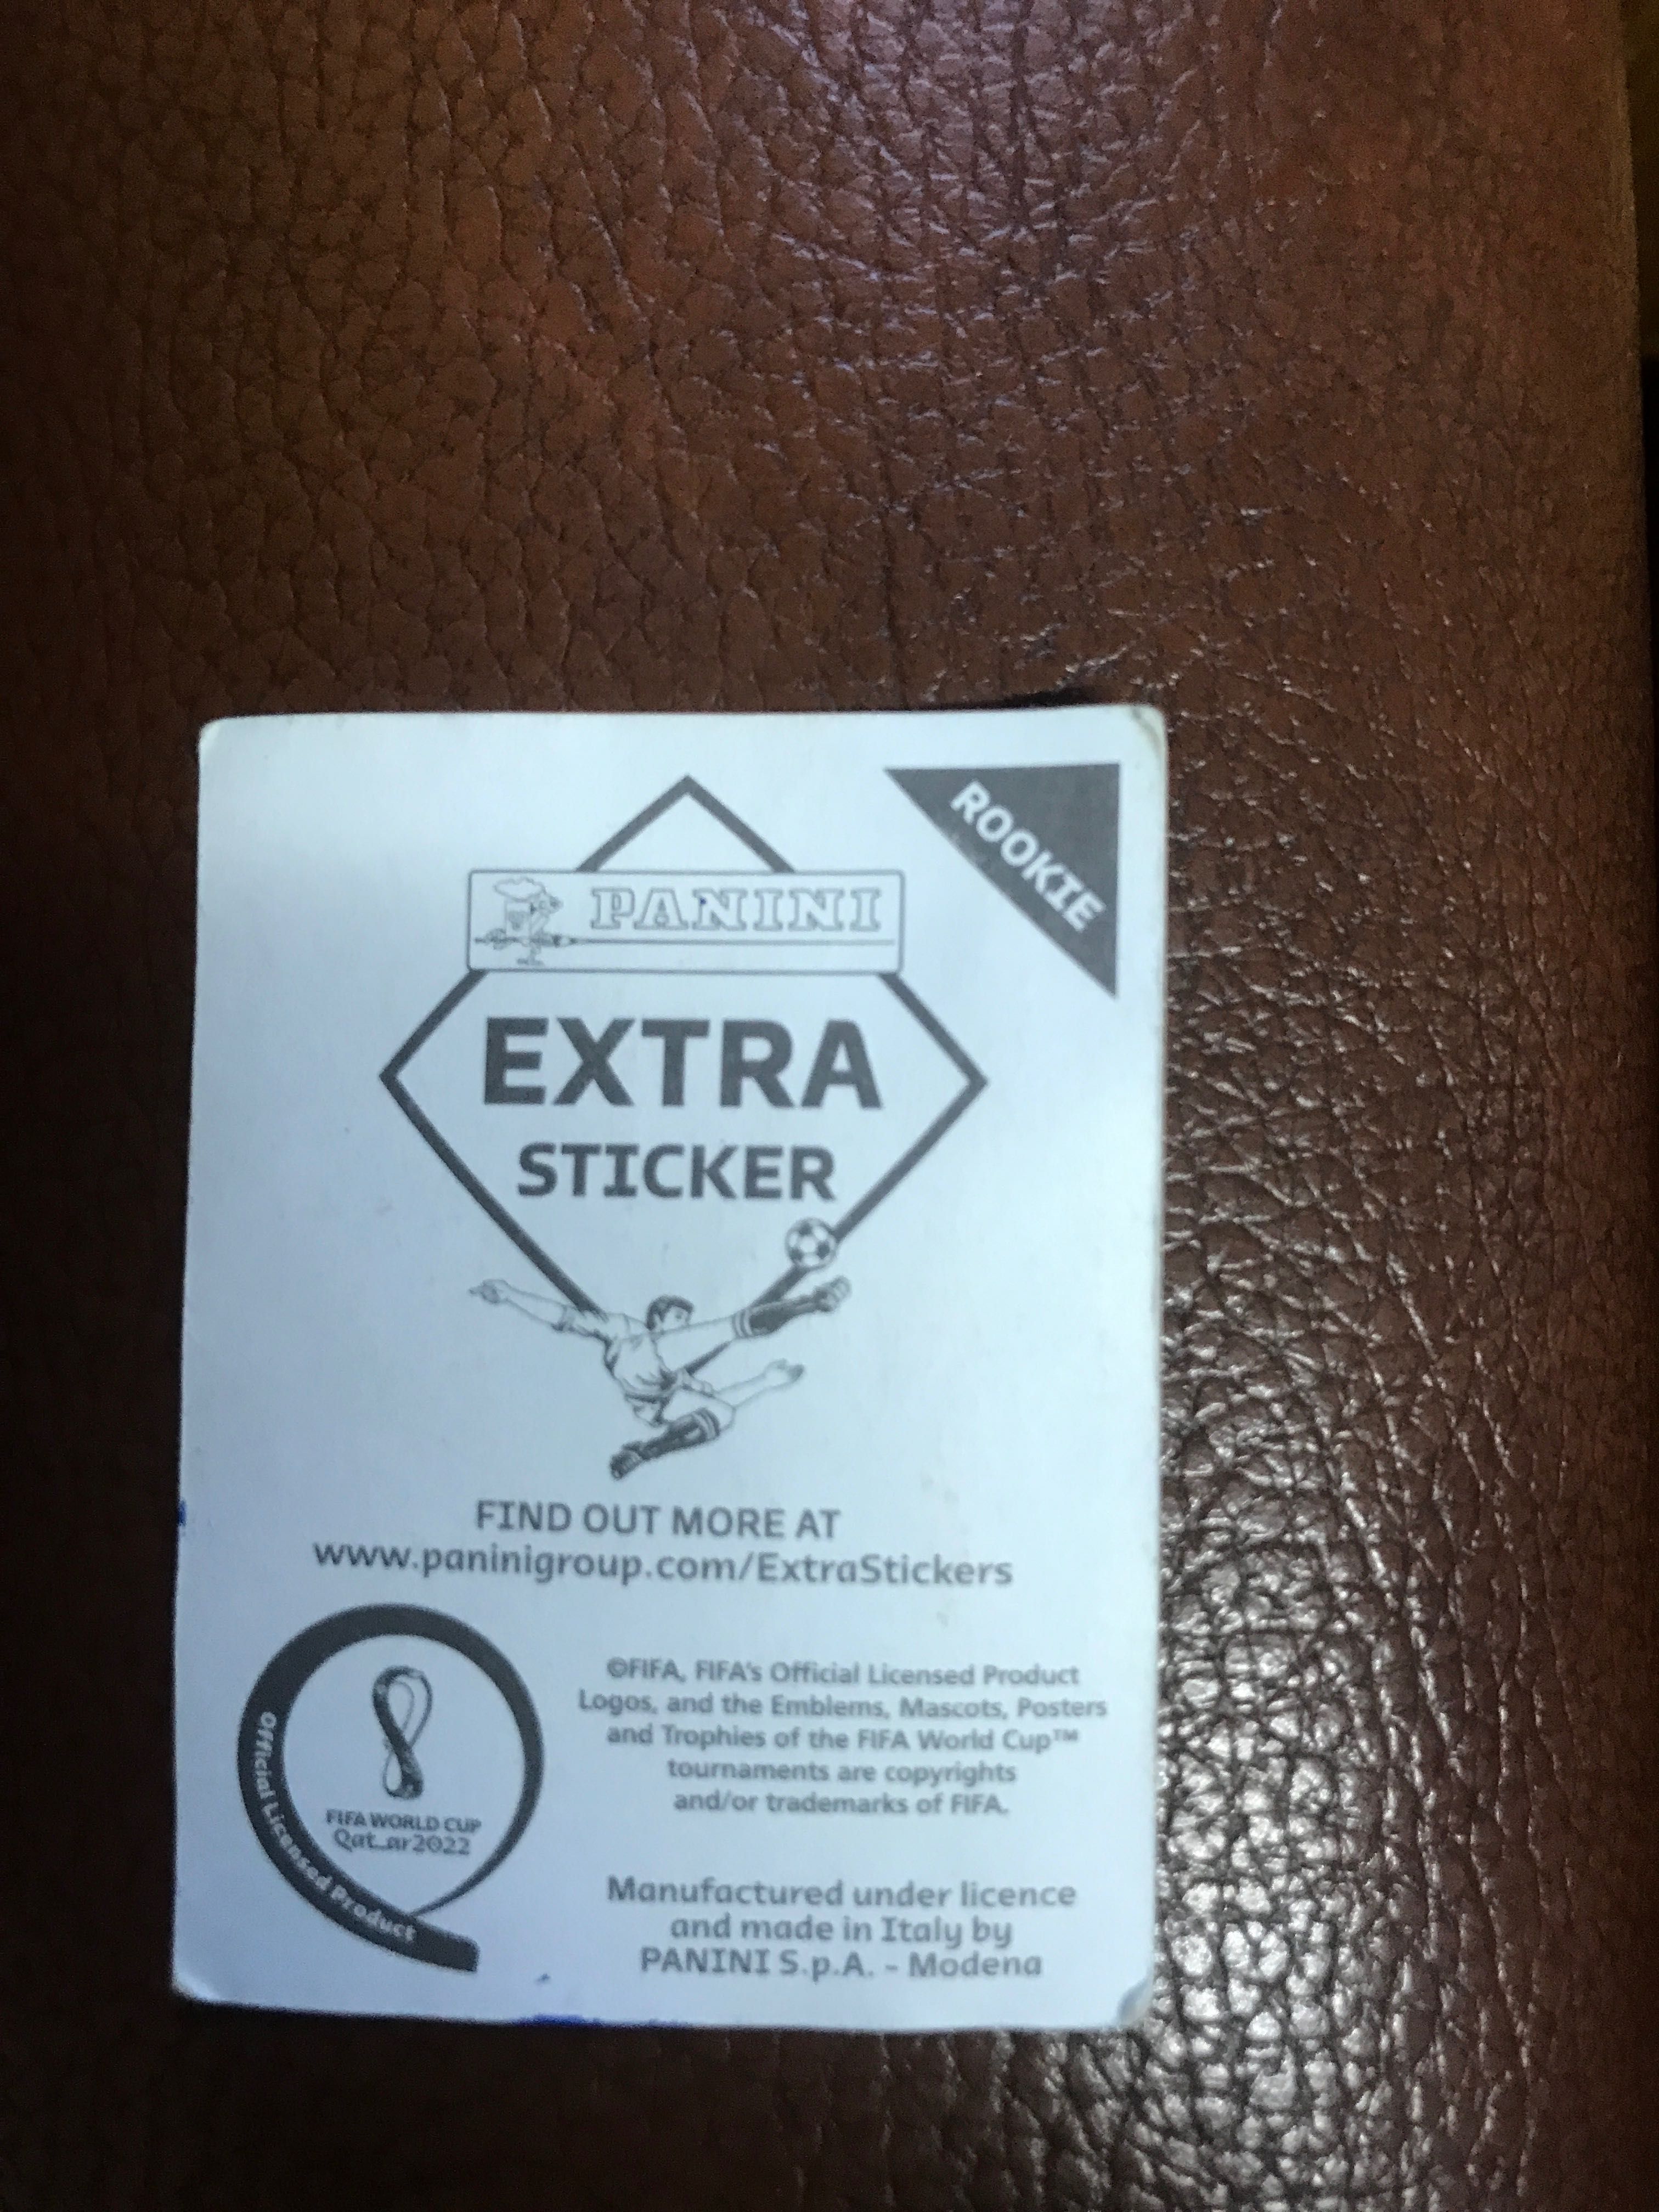 ROOKIE
PANINI
EXTRA
STICKER
FIND OUT MORE AT
www.paninigroup.com/ExtraStickers
©FIFA, FIFA's Official Licensed Product
Logos, and the Emblems, Mascots, Posters
and Trophies of the FIFA World Cup™
tournaments are copyrights
and/or trademarks of FIFA.
Official Licensed Product
FIFA WORLD CUP
Qatar2022
Manufactured under licence
and made in Italy by
PANINI S.p.A. - Modena